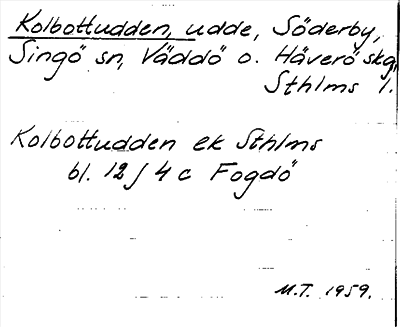 Kolbottudden, udde, Söderby,
Singö sn, Väddö o. Häverö skg,
Sthlms l.
Kolbottudden ek Sthlms
bl. 12 J 4 c Fogdö
M.T. 1959.